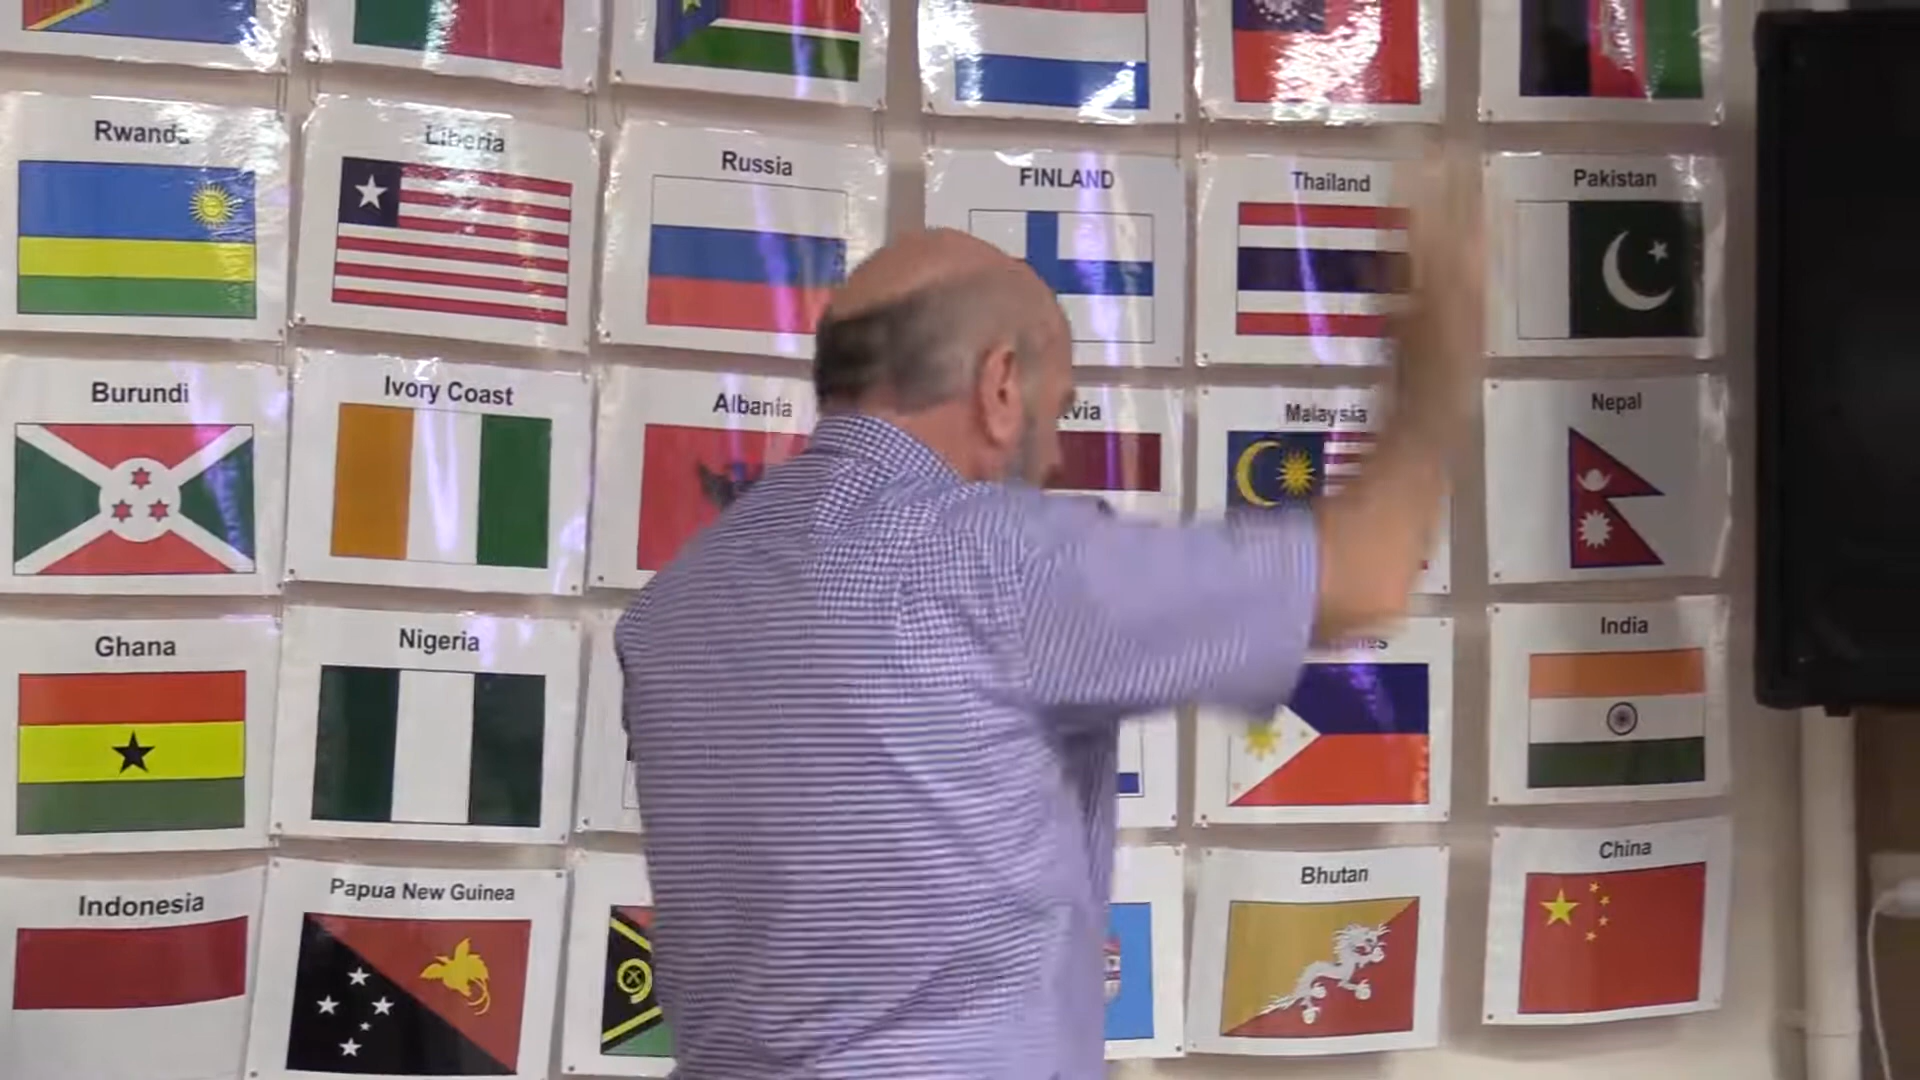 Rwanda
Liberia
Russia
FINLAND
Thailand
Pakistan
Burundi
Ivory Coast
Albania
Malaysia
Nepal
Ghana
Nigeria
India
Indonesia
Papua New Guinea
Bhutan
China